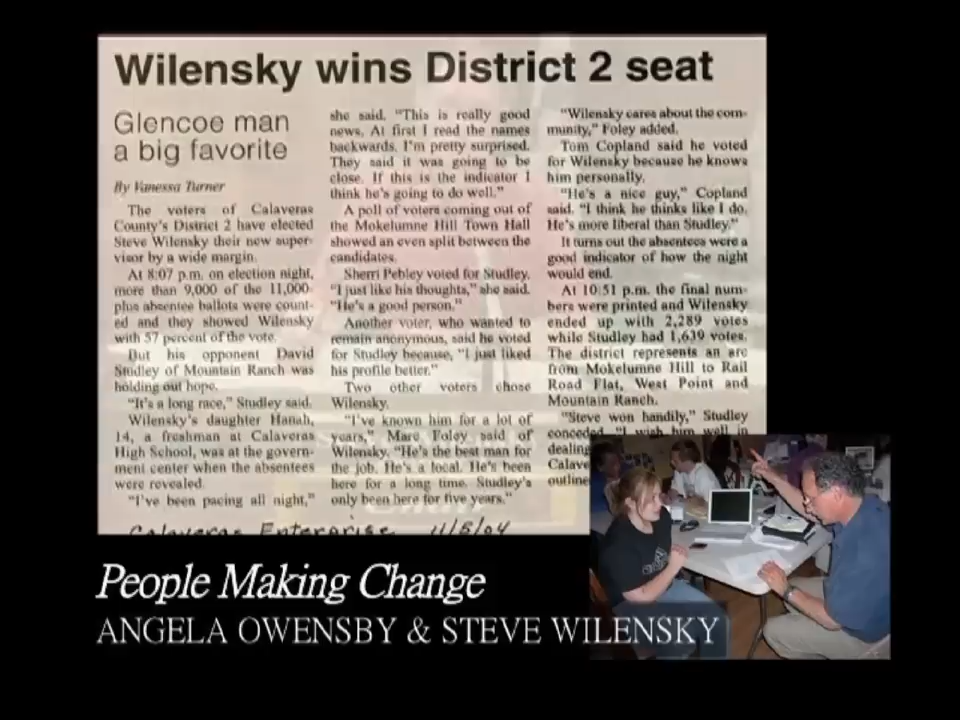 Wilensky wins District 2 seat
Glencoe man
a big favorite
By Vanessa Turner
The voters of Calaveras
County's District 2 have elected
Steve Wilensky their new super-
visor by a wide margin.
At 8:07 p.m. on election night,
more than 9,000 of the 11,000-
plus absentee ballots were count-
ed and they showed Wilensky
with 57 percent of the vote.
But his opponent David
Studley of Mountain Ranch was
holding out hope.
"It's a long race," Studley said.
Wilensky's daughter Hanah,
14, a freshman at Calaveras
High School, was at the govern-
ment center when the absentees
were revealed.
"I've been pacing all night,"
she said. "This is really good
news. At first I read the names
backwards. I'm pretty surprised.
They said it was going to be
close. If this is the indicator I
think he's going to do well."
A poll of voters coming out of
the Mokelumne Hill Town Hall
showed an even split between the
candidates.
Sherri Pebley voted for Studley.
"I just like his thoughts," she said.
"He's a good person."
Another voter, who wanted to
remain anonymous, said he voted
for Studley because, "I just liked
his profile better."
Two other voters chose
Wilensky.
"I've known him for a lot of
years," Marc Foley said of
Wilensky. "He's the best man for
the job. He's a local. He's been
here for a long time. Studley's
only been here for five years."
"Wilensky cares about the com-
munity," Foley added.
Tom Copland said he voted
for Wilensky because he knows
him personally.
"He's a nice guy," Copland
said. "I think he thinks like I do.
He's more liberal than Studley."
It turns out the absentees were a
good indicator of how the night
would end.
At 10:51 p.m. the final num-
bers were printed and Wilensky
ended up with 2,289 votes
while Studley had 1,639 votes.
The district represents an arc
from Mokelumne Hill to Rail
Road Flat, West Point and
Mountain Ranch.
"Steve won handily," Studley
conceded. "I wish him well in
dealing
Calave
outline
Calaveras Enterprise 11/5/04
People Making Change
ANGELA OWENSBY & STEVE WILENSKY